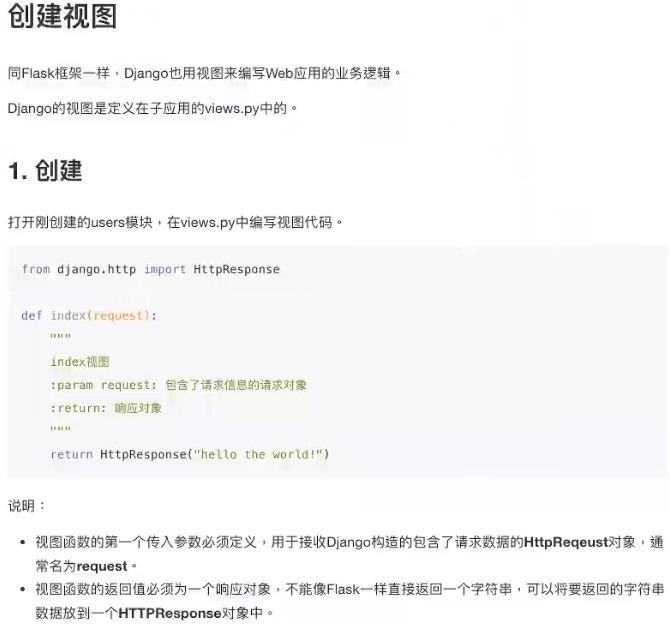 创建视图
同Flask框架一样，Django也用视图来编写Web应用的业务逻辑。
Django的视图是定义在子应用的views.py中的。
1. 创建
打开刚创建的users模块，在views.py中编写视图代码。
from django.http import HttpResponse
def index(request):
"""
index视图
:param request: 包含了请求信息的请求对象
:return: 响应对象
"""
return HttpResponse("hello the world!")
说明：
• 视图函数的第一个传入参数必须定义，用于接收Django构造的包含了请求数据的HttpReqeust对象，通
常名为request。
• 视图函数的返回值必须为一个响应对象，不能像Flask一样直接返回一个字符串，可以将要返回的字符串
数据放到一个HTTPResponse对象中。